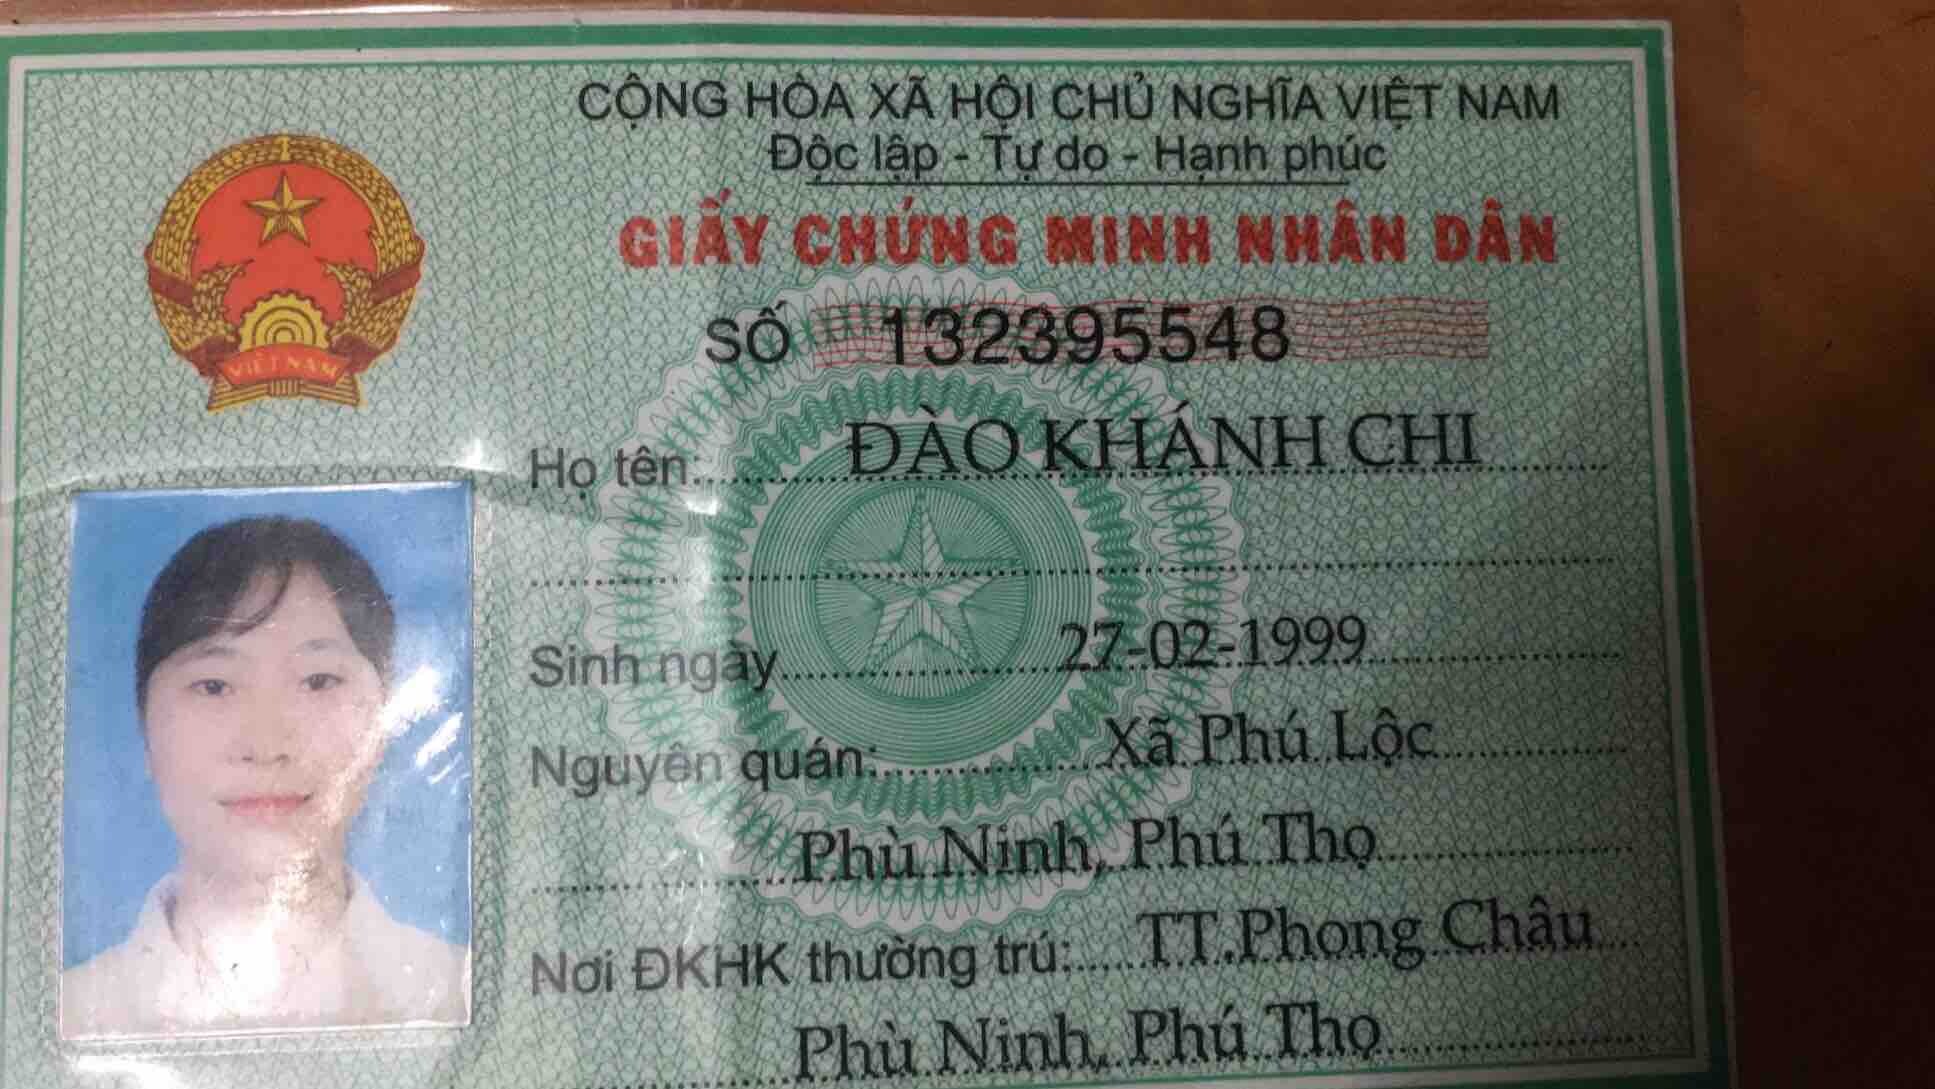 CỘNG HÒA XÃ HỘI CHỦ NGHĨA VIỆT NAM
Độc lập - Tự do - Hạnh phúc
GIẤY CHỨNG MINH NHÂN DÂN
SỐ 132395548
VIỆT NAM
Họ tên: ĐÀO KHÁNH CHI
Sinh ngày 27-02-1999
Nguyên quán: Xã Phú Lộc
Phù Ninh, Phú Thọ
Nơi ĐKHK thường trú: TT.Phong Châu
Phù Ninh, Phú Thọ